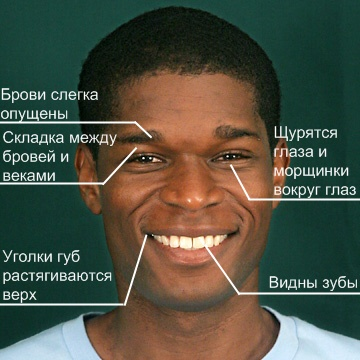 Брови слегка
опущены
Складка между
бровей и
веками
Щурятся
глаза и
морщинки
вокруг глаз
Уголки губ
растягиваются
верх
Видны зубы